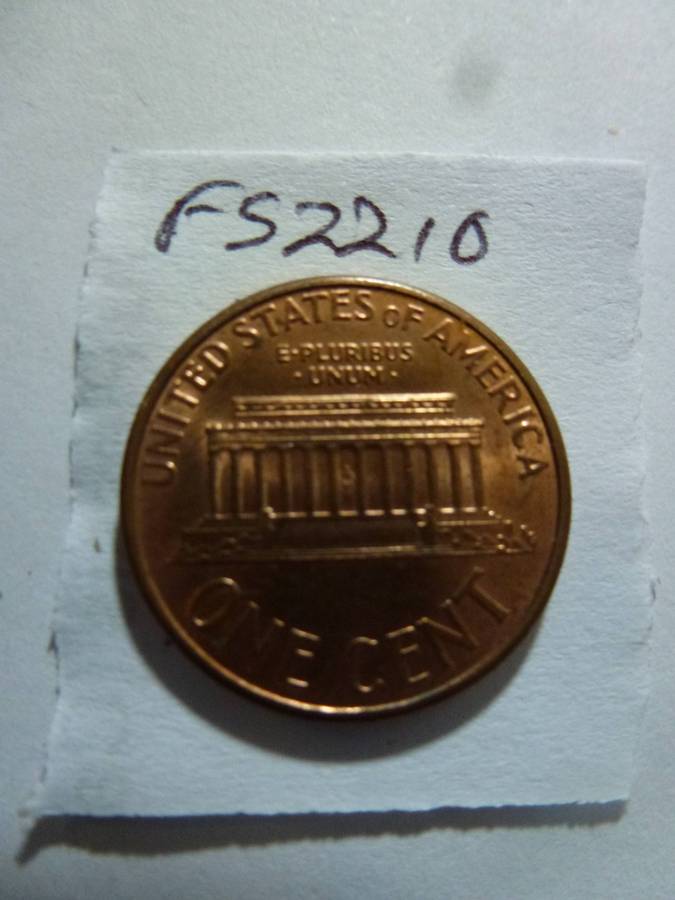 FS2210
UNITED STATES OF AMERICA
E·PLURIBUS
·UNUM·
ONE CENT